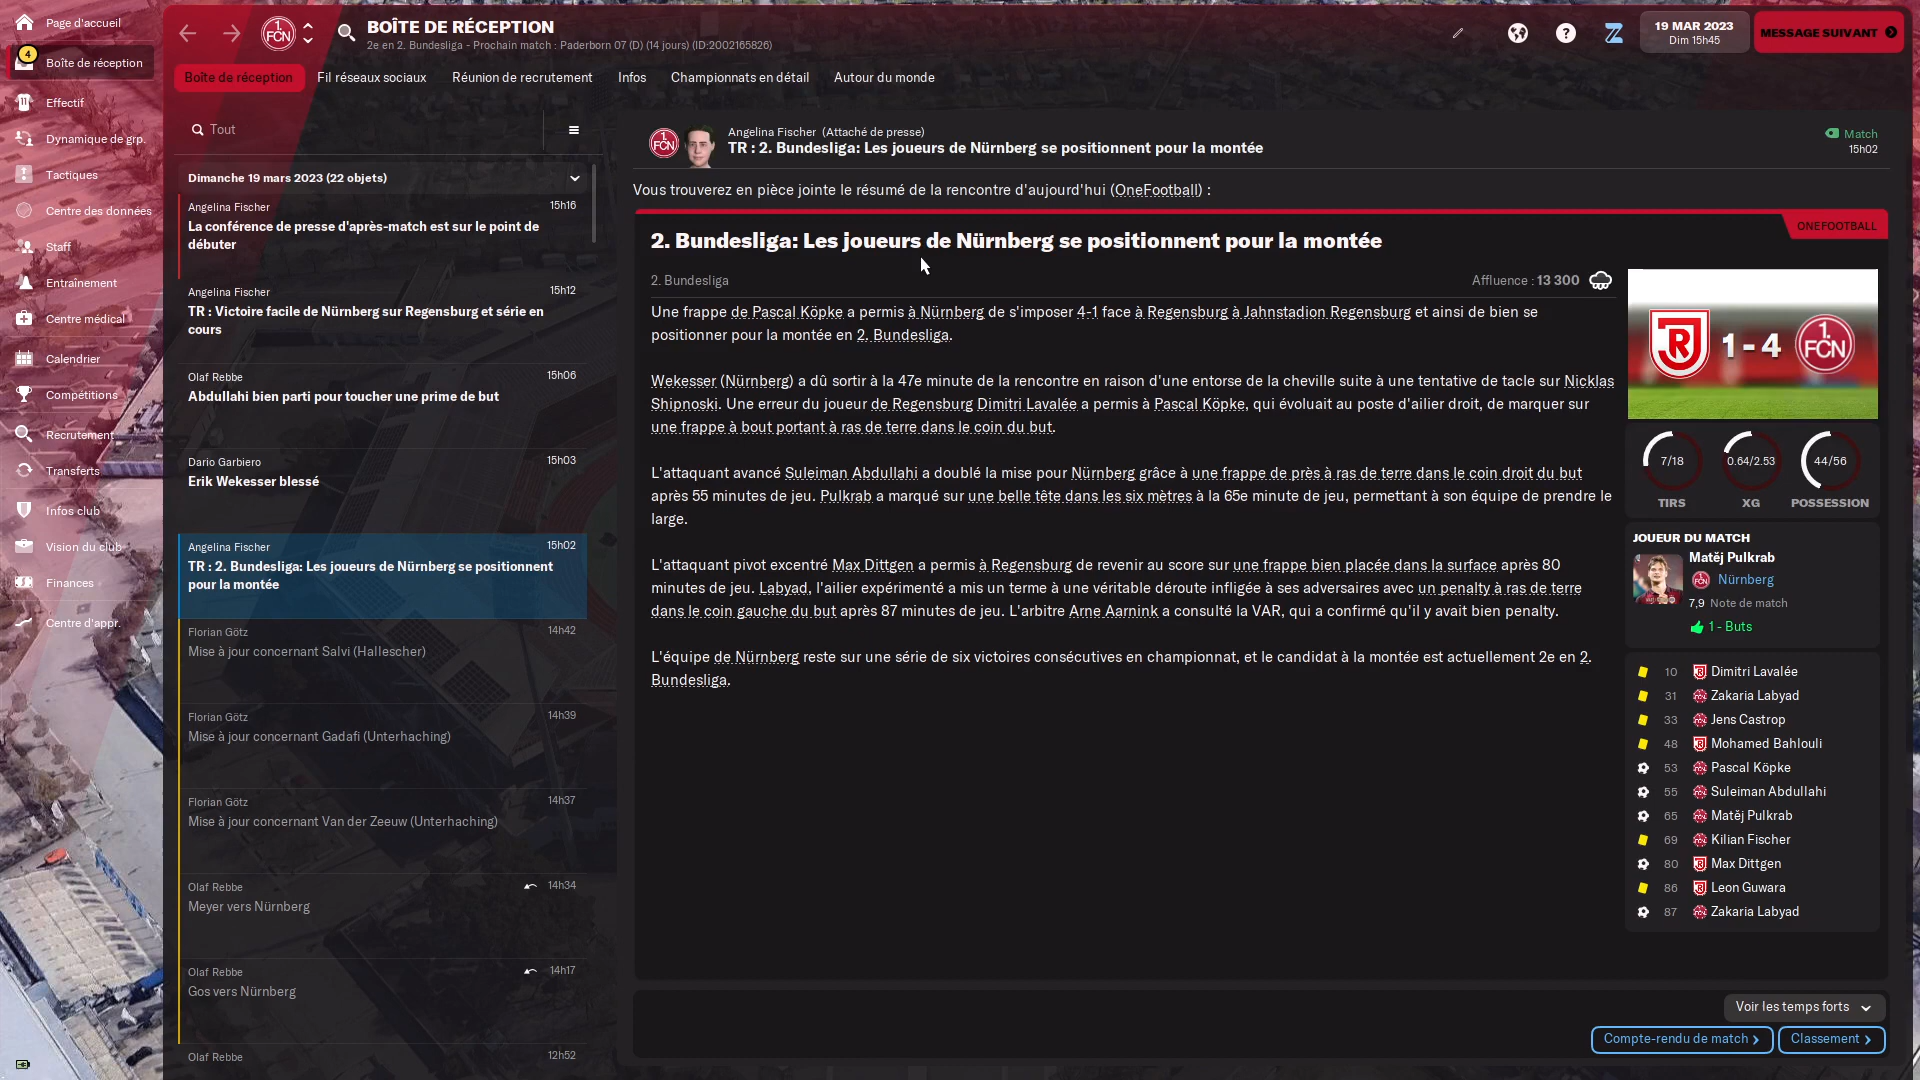 Page d'accueil
4
Boîte de réception
Effectif
Dynamique de grp.
Tactiques
Centre des données
Staff
Entraînement
Centre médical
Calendrier
Compétitions
Recrutement
Transferts
Infos club
Vision du club
Finances
Centre d'appr.
BOÎTE DE RÉCEPTION
2e en 2. Bundesliga - Prochain match : Paderborn 07 (D) (14 jours) (ID:2002165826)
19 MAR 2023
Dim 15h45
MESSAGE SUIVANT
Boîte de réception
Fil réseaux sociaux
Réunion de recrutement
Infos
Championnats en détail
Autour du monde
Tout
Dimanche 19 mars 2023 (22 objets)
Angelina Fischer 15h16
La conférence de presse d'après-match est sur le point de
débuter
Angelina Fischer 15h12
TR : Victoire facile de Nürnberg sur Regensburg et série en
cours
Olaf Rebbe 15h06
Abdullahi bien parti pour toucher une prime de but
Dario Garbiero 15h03
Erik Wekesser blessé
Angelina Fischer 15h02
TR : 2. Bundesliga: Les joueurs de Nürnberg se positionnent
pour la montée
Florian Götz 14h42
Mise à jour concernant Salvi (Hallescher)
Florian Götz 14h39
Mise à jour concernant Gadafi (Unterhaching)
Florian Götz 14h37
Mise à jour concernant Van der Zeeuw (Unterhaching)
Olaf Rebbe 14h34
Meyer vers Nürnberg
Olaf Rebbe 14h17
Gos vers Nürnberg
Olaf Rebbe 12h52
Angelina Fischer (Attaché de presse)
TR : 2. Bundesliga: Les joueurs de Nürnberg se positionnent pour la montée
Match
15h02
Vous trouverez en pièce jointe le résumé de la rencontre d'aujourd'hui (OneFootball) :
ONEFOOTBALL
2. Bundesliga: Les joueurs de Nürnberg se positionnent pour la montée
2. Bundesliga
Affluence : 13 300
Une frappe de Pascal Köpke a permis à Nürnberg de s'imposer 4-1 face à Regensburg à Jahnstadion Regensburg et ainsi de bien se
positionner pour la montée en 2. Bundesliga.
Wekesser (Nürnberg) a dû sortir à la 47e minute de la rencontre en raison d'une entorse de la cheville suite à une tentative de tacle sur Nicklas
Shipnoski. Une erreur du joueur de Regensburg Dimitri Lavalée a permis à Pascal Köpke, qui évoluait au poste d'ailier droit, de marquer sur
une frappe à bout portant à ras de terre dans le coin du but.
L'attaquant avancé Suleiman Abdullahi a doublé la mise pour Nürnberg grâce à une frappe de près à ras de terre dans le coin droit du but
après 55 minutes de jeu. Pulkrab a marqué sur une belle tête dans les six mètres à la 65e minute de jeu, permettant à son équipe de prendre le
large.
L'attaquant pivot excentré Max Dittgen a permis à Regensburg de revenir au score sur une frappe bien placée dans la surface après 80
minutes de jeu. Labyad, l'ailier expérimenté a mis un terme à une véritable déroute infligée à ses adversaires avec un penalty à ras de terre
dans le coin gauche du but après 87 minutes de jeu. L'arbitre Arne Aarnink a consulté la VAR, qui a confirmé qu'il y avait bien penalty.
L'équipe de Nürnberg reste sur une série de six victoires consécutives en championnat, et le candidat à la montée est actuellement 2e en 2.
Bundesliga.
1 - 4
7/18
0.64/2.53
44/56
TIRS
XG
POSSESSION
JOUEUR DU MATCH
Matěj Pulkrab
Nürnberg
7,9 Note de match
1 - Buts
10 Dimitri Lavalée
31 Zakaria Labyad
33 Jens Castrop
48 Mohamed Bahlouli
53 Pascal Köpke
55 Suleiman Abdullahi
65 Matěj Pulkrab
69 Kilian Fischer
80 Max Dittgen
86 Leon Guwara
87 Zakaria Labyad
Voir les temps forts
Compte-rendu de match
Classement